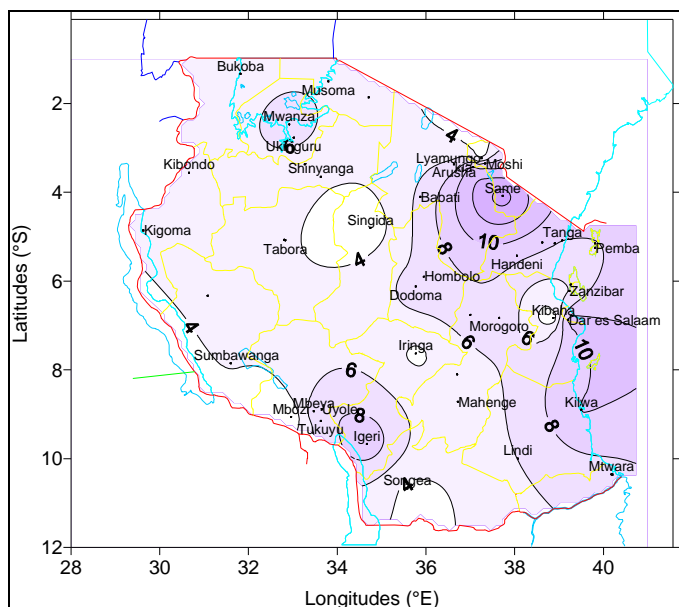 Latitudes (°S)
2
4
6
8
10
12
Bukoba
Musoma
Mwanza
6
Ukiriguru
4
Lyamungo
Moshi
Kibondo
Shinyanga
Arusha
Same
Babati
Singida
Kigoma
10
8
Tanga
Pemba
Tabora
4
Handeni
Hombolo
Dodoma
Zanzibar
Kibaha
4
Morogoro
6
Dar es Salaam
Iringa
6
10
Sumbawanga
6
Mbeya
Uyole
Mahenge
Kilwa
Mbozi
8
Tukuyu
Igeri
8
Lindi
Songea
4
Mtwara
28
30
32
34
36
38
40
Longitudes (°E)